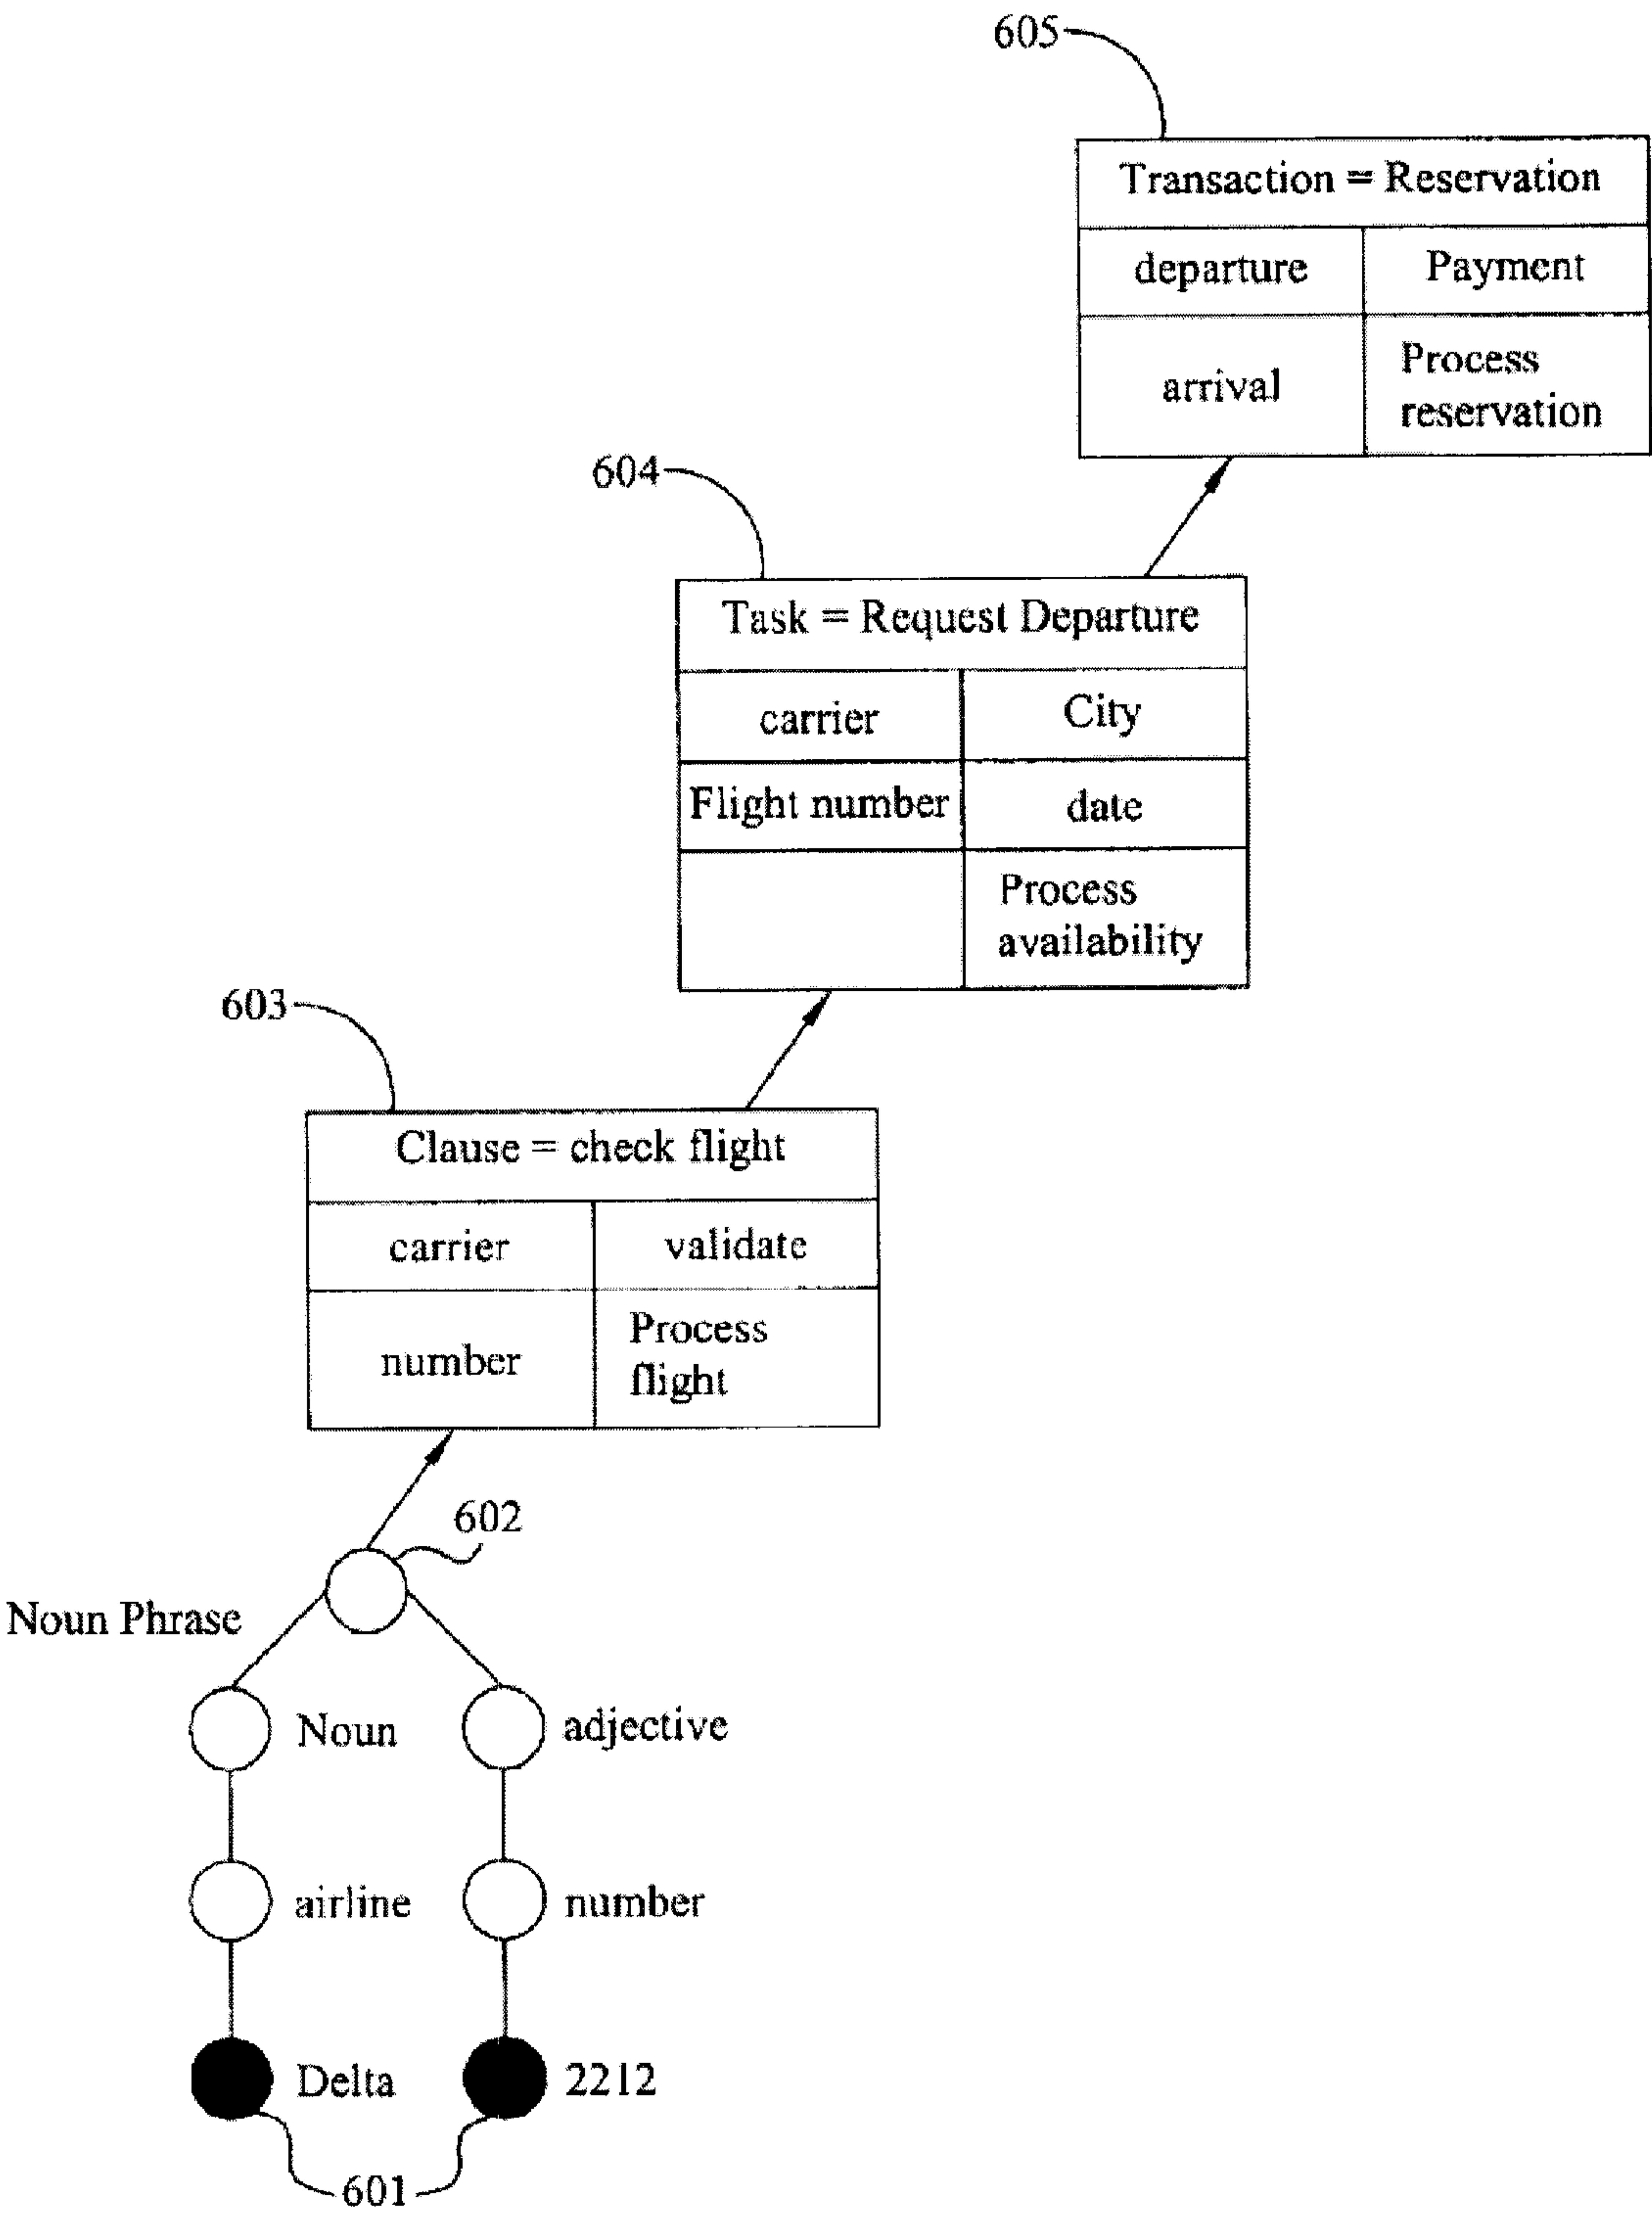 605
Transaction = Reservation
departure Payment
arrival Process
reservation
604
Task = Request Departure
carrier City
Flight number date
Process
availability
603
Clause = check flight
carrier validate
number Process
flight
602
Noun Phrase
Noun adjective
airline number
Delta 2212
601